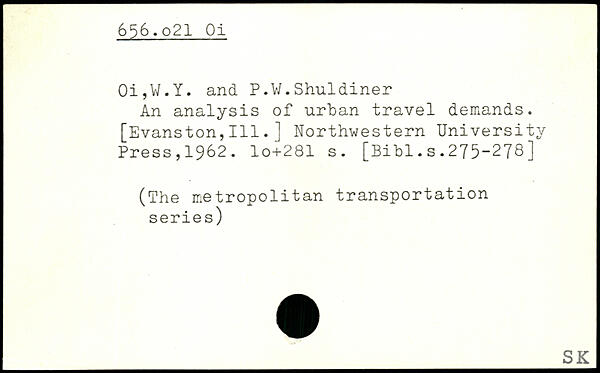 656.o21 Oi
Oi,W.Y. and P.W.Shuldiner
An analysis of urban travel demands.
[Evanston,Ill.] Northwestern University
Press,1962. lo+281 s. [Bibl.s.275-278]
(The metropolitan transportation
series)
SK